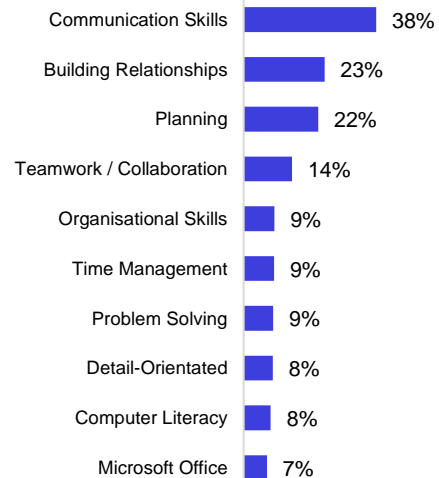 Communication Skills 38%
Building Relationships 23%
Planning 22%
Teamwork / Collaboration 14%
Organisational Skills 9%
Time Management 9%
Problem Solving 9%
Detail-Orientated 8%
Computer Literacy 8%
Microsoft Office 7%